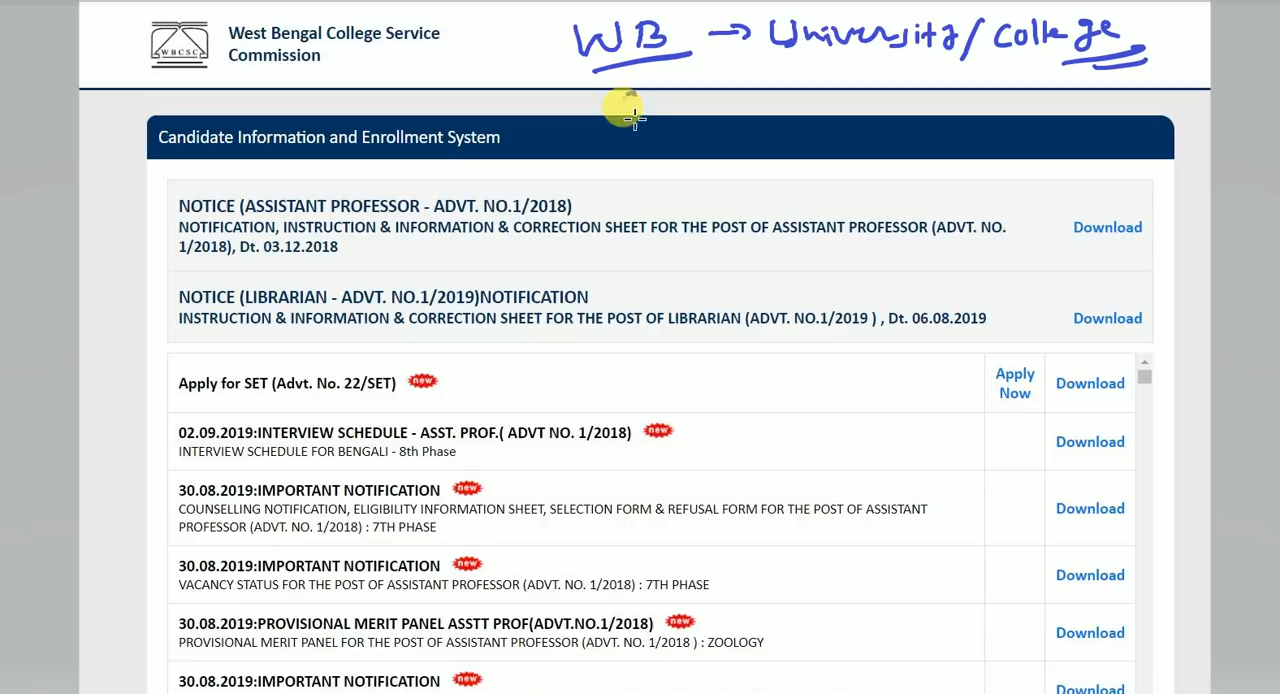 West Bengal College Service
Commission
WBCSC
WB → University/College
Candidate Information and Enrollment System
NOTICE (ASSISTANT PROFESSOR - ADVT. NO.1/2018)
NOTIFICATION, INSTRUCTION & INFORMATION & CORRECTION SHEET FOR THE POST OF ASSISTANT PROFESSOR (ADVT. NO.
1/2018), Dt. 03.12.2018
Download
NOTICE (LIBRARIAN - ADVT. NO.1/2019)NOTIFICATION
INSTRUCTION & INFORMATION & CORRECTION SHEET FOR THE POST OF LIBRARIAN (ADVT. NO.1/2019 ) , Dt. 06.08.2019
Download
Apply for SET (Advt. No. 22/SET) new
Apply
Now
Download
02.09.2019:INTERVIEW SCHEDULE - ASST. PROF.( ADVT NO. 1/2018) new
INTERVIEW SCHEDULE FOR BENGALI - 8th Phase
Download
30.08.2019:IMPORTANT NOTIFICATION new
COUNSELLING NOTIFICATION, ELIGIBILITY INFORMATION SHEET, SELECTION FORM & REFUSAL FORM FOR THE POST OF ASSISTANT
PROFESSOR (ADVT. NO. 1/2018) : 7TH PHASE
Download
30.08.2019:IMPORTANT NOTIFICATION new
VACANCY STATUS FOR THE POST OF ASSISTANT PROFESSOR (ADVT. NO. 1/2018) : 7TH PHASE
Download
30.08.2019:PROVISIONAL MERIT PANEL ASSTT PROF(ADVT.NO.1/2018) new
PROVISIONAL MERIT PANEL FOR THE POST OF ASSISTANT PROFESSOR (ADVT. NO. 1/2018 ) : ZOOLOGY
Download
30.08.2019:IMPORTANT NOTIFICATION new
Download